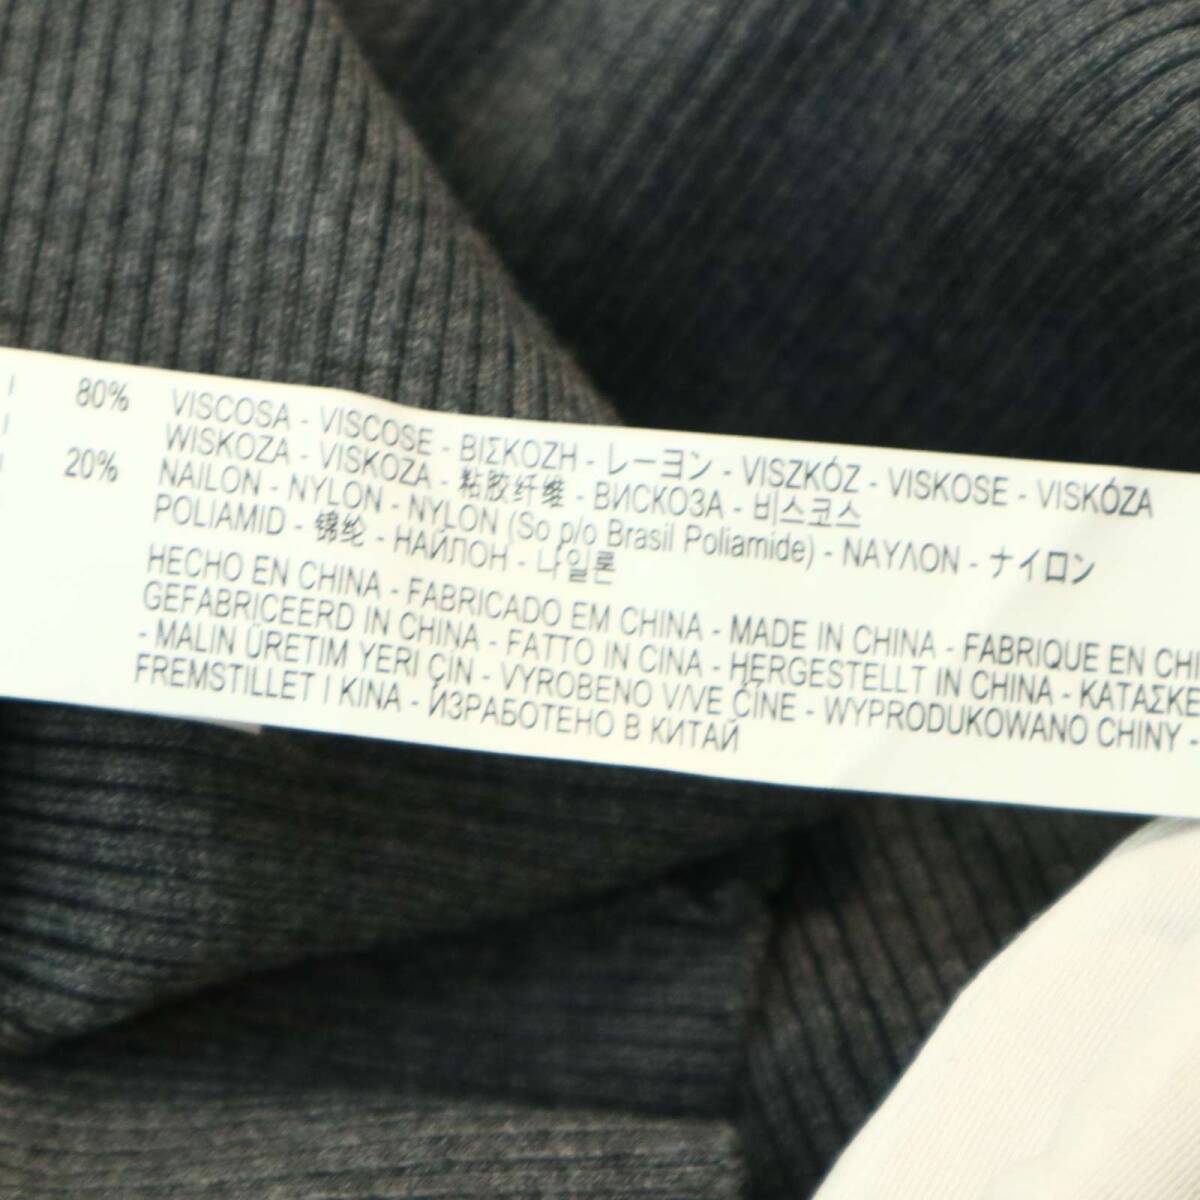 80% VISCOSA - VISCOSE - ΒΙΣΚΟΖΗ - レーヨン - VISZKÓZ - VISKOSE - VISKÓZA
WISKOZA - VISKOZA - 粘胶纤维 - ВИСКОЗА - 비스코스
20% NAILON - NYLON - NYLON (So p/o Brasil Poliamide) - ΝΑΥΛΟΝ - ナイロン
POLIAMID - 锦纶 - НАЙЛОН - 나일론
HECHO EN CHINA - FABRICADO EM CHINA - MADE IN CHINA - FABRIQUE EN CHI
GEFABRICEERD IN CHINA - FATTO IN CINA - HERGESTELLT IN CHINA - ΚΑΤΑΣΚΕ
- MALIN ÜRETIM YERI ÇIN - VYROBENO V/VE ČÍNE - WYPRODUKOWANO CHINY -
FREMSTILLET I KINA - ИЗРАБОТЕНО В КИТАЙ